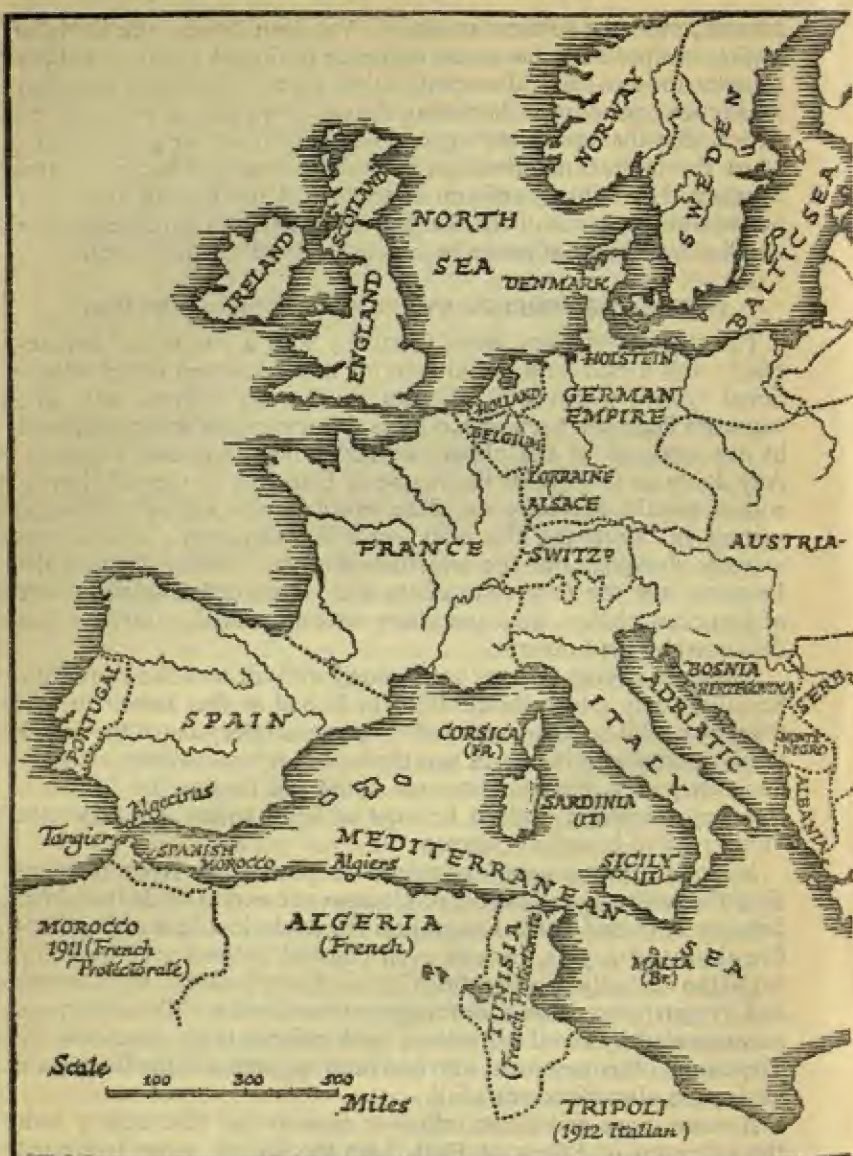 NORWAY
SWEDEN
SCOTLAND
NORTH
SEA
IRELAND
BALTIC SEA
DENMARK
ENGLAND
HOLSTEIN
HOLLAND
GERMAN
EMPIRE
BELGIUM
LORRAINE
ALSACE
FRANCE
SWITZD
AUSTRIA-
BOSNIA
HERZEGOVINA
PORTUGAL
SPAIN
CORSICA
(FR.)
ITALY
ADRIATIC
SERB
MONTE
NEGRO
ALBANIA
SARDINIA
(IT)
Algeciras
Tangier
SPANISH
MOROCCO
Algiers
MEDITERRANEAN
SEA
SICILY
(IT)
MOROCCO
1911 (French
Protectorate)
ALGERIA
(French)
TUNISIA
(French Protectorate)
MALTA
(Br.)
Scale
100 300 500
Miles
TRIPOLI
(1912 Italian)